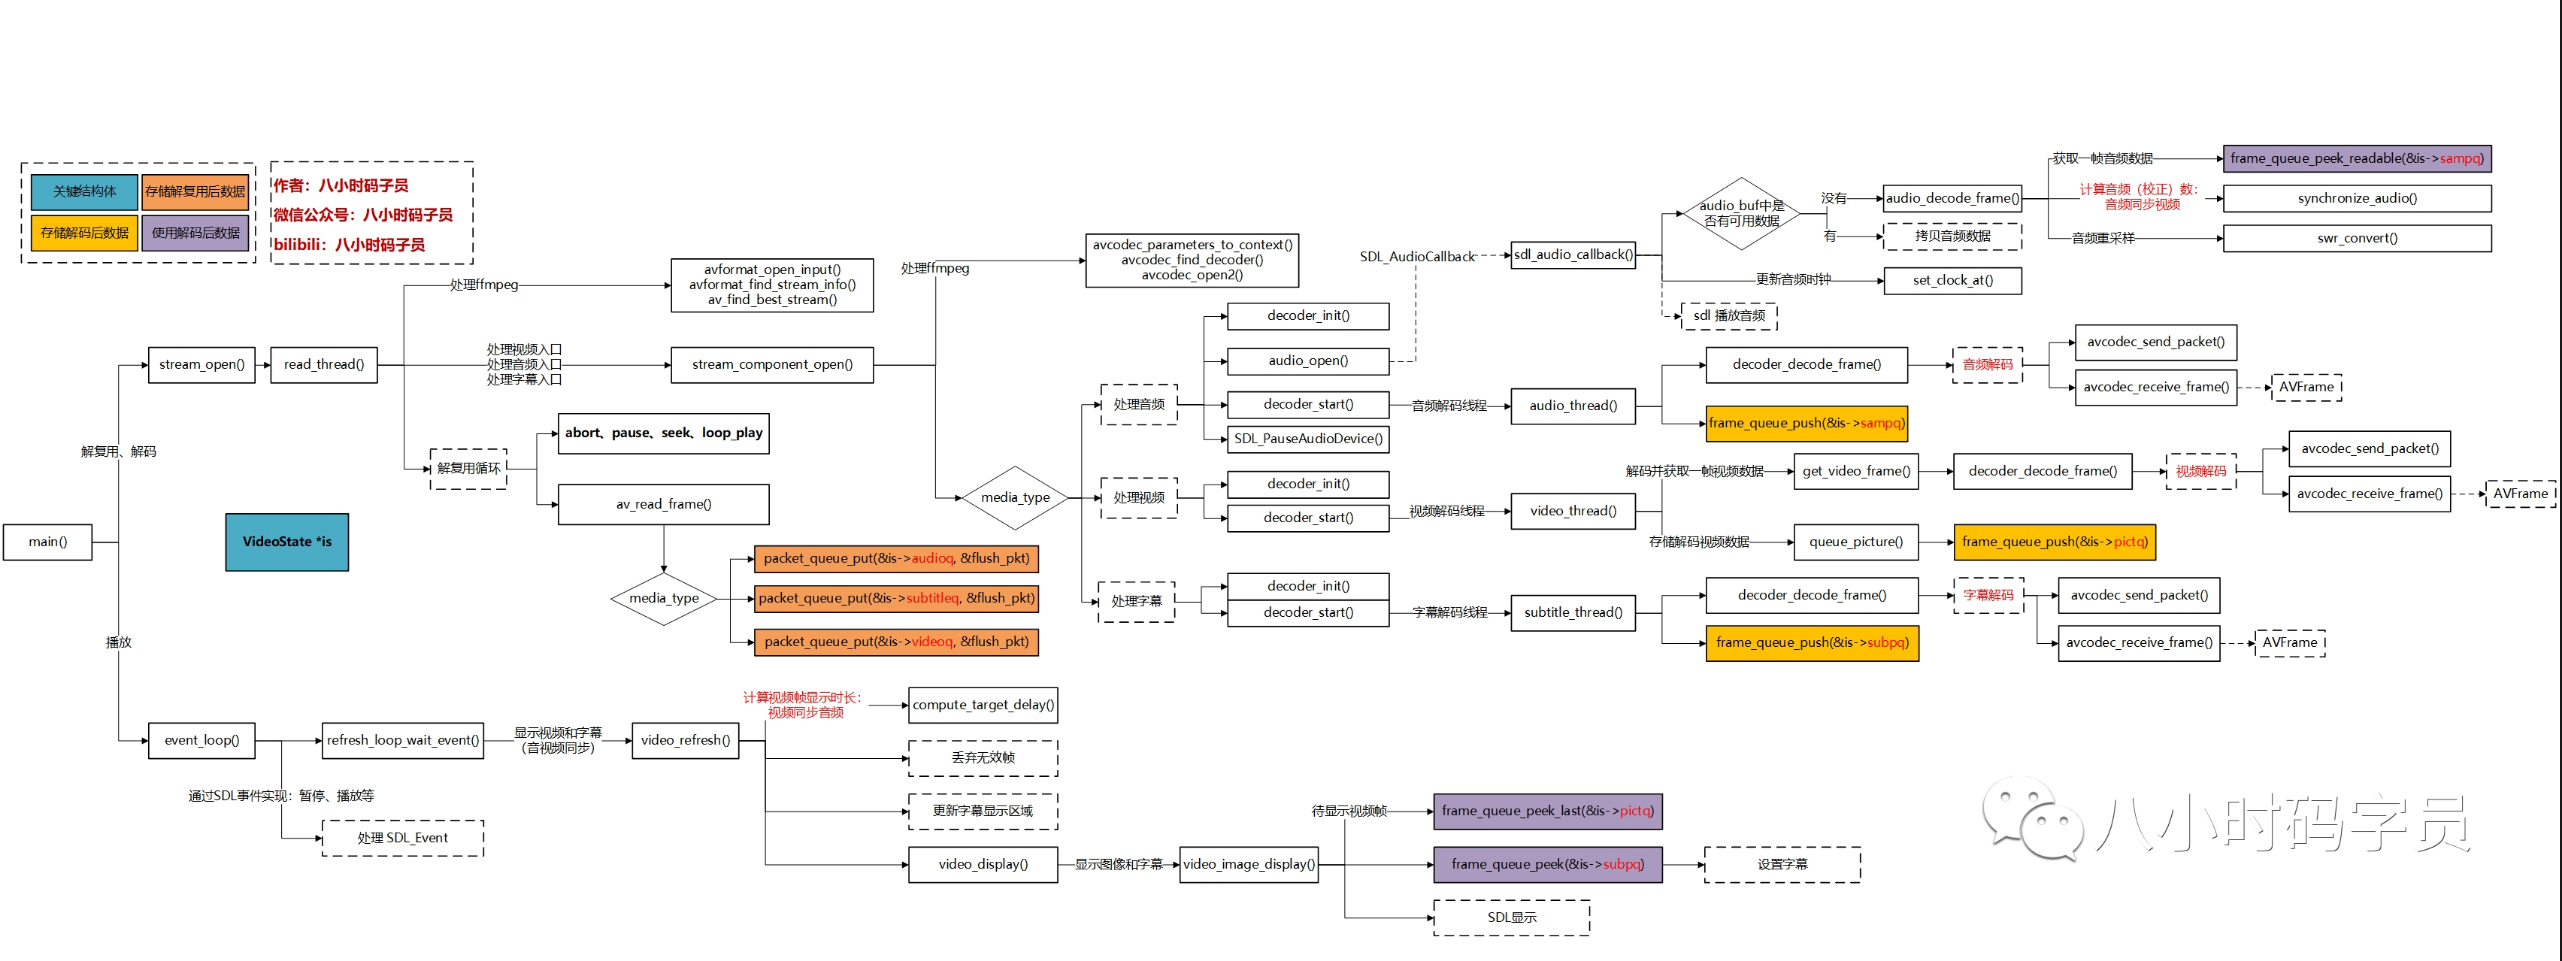 关键结构体
存储解复用后数据
存储解码后数据
使用解码后数据
作者：八小时码子员
微信公众号：八小时码子员
bilibili：八小时码子员
main()
VideoState *is
解复用、解码
播放
stream_open()
read_thread()
处理ffmpeg
avformat_open_input()
avformat_find_stream_info()
av_find_best_stream()
处理视频入口
处理音频入口
处理字幕入口
stream_component_open()
解复用循环
abort、pause、seek、loop_play
av_read_frame()
media_type
packet_queue_put(&is->audioq, &flush_pkt)
packet_queue_put(&is->subtitleq, &flush_pkt)
packet_queue_put(&is->videoq, &flush_pkt)
处理ffmpeg
avcodec_parameters_to_context()
avcodec_find_decoder()
avcodec_open2()
media_type
处理音频
decoder_init()
audio_open()
decoder_start()
SDL_PauseAudioDevice()
SDL_AudioCallback
sdl_audio_callback()
audio_buf中是
否有可用数据
没有
有
audio_decode_frame()
拷贝音频数据
获取一帧音频数据
frame_queue_peek_readable(&is->sampq)
计算音频（校正）数：
音频同步视频
synchronize_audio()
音频重采样
swr_convert()
更新音频时钟
set_clock_at()
sdl 播放音频
音频解码线程
audio_thread()
decoder_decode_frame()
音频解码
avcodec_send_packet()
avcodec_receive_frame()
AVFrame
frame_queue_push(&is->sampq)
处理视频
decoder_init()
decoder_start()
视频解码线程
video_thread()
解码并获取一帧视频数据
get_video_frame()
decoder_decode_frame()
视频解码
avcodec_send_packet()
avcodec_receive_frame()
AVFrame
存储解码视频数据
queue_picture()
frame_queue_push(&is->pictq)
处理字幕
decoder_init()
decoder_start()
字幕解码线程
subtitle_thread()
decoder_decode_frame()
字幕解码
avcodec_send_packet()
avcodec_receive_frame()
AVFrame
frame_queue_push(&is->subpq)
event_loop()
refresh_loop_wait_event()
显示视频和字幕
（音视频同步）
video_refresh()
通过SDL事件实现：暂停、播放等
处理 SDL_Event
计算视频帧显示时长：
视频同步音频
compute_target_delay()
丢弃无效帧
更新字幕显示区域
video_display()
显示图像和字幕
video_image_display()
待显示视频帧
frame_queue_peek_last(&is->pictq)
frame_queue_peek(&is->subpq)
设置字幕
SDL显示
八小时码字员